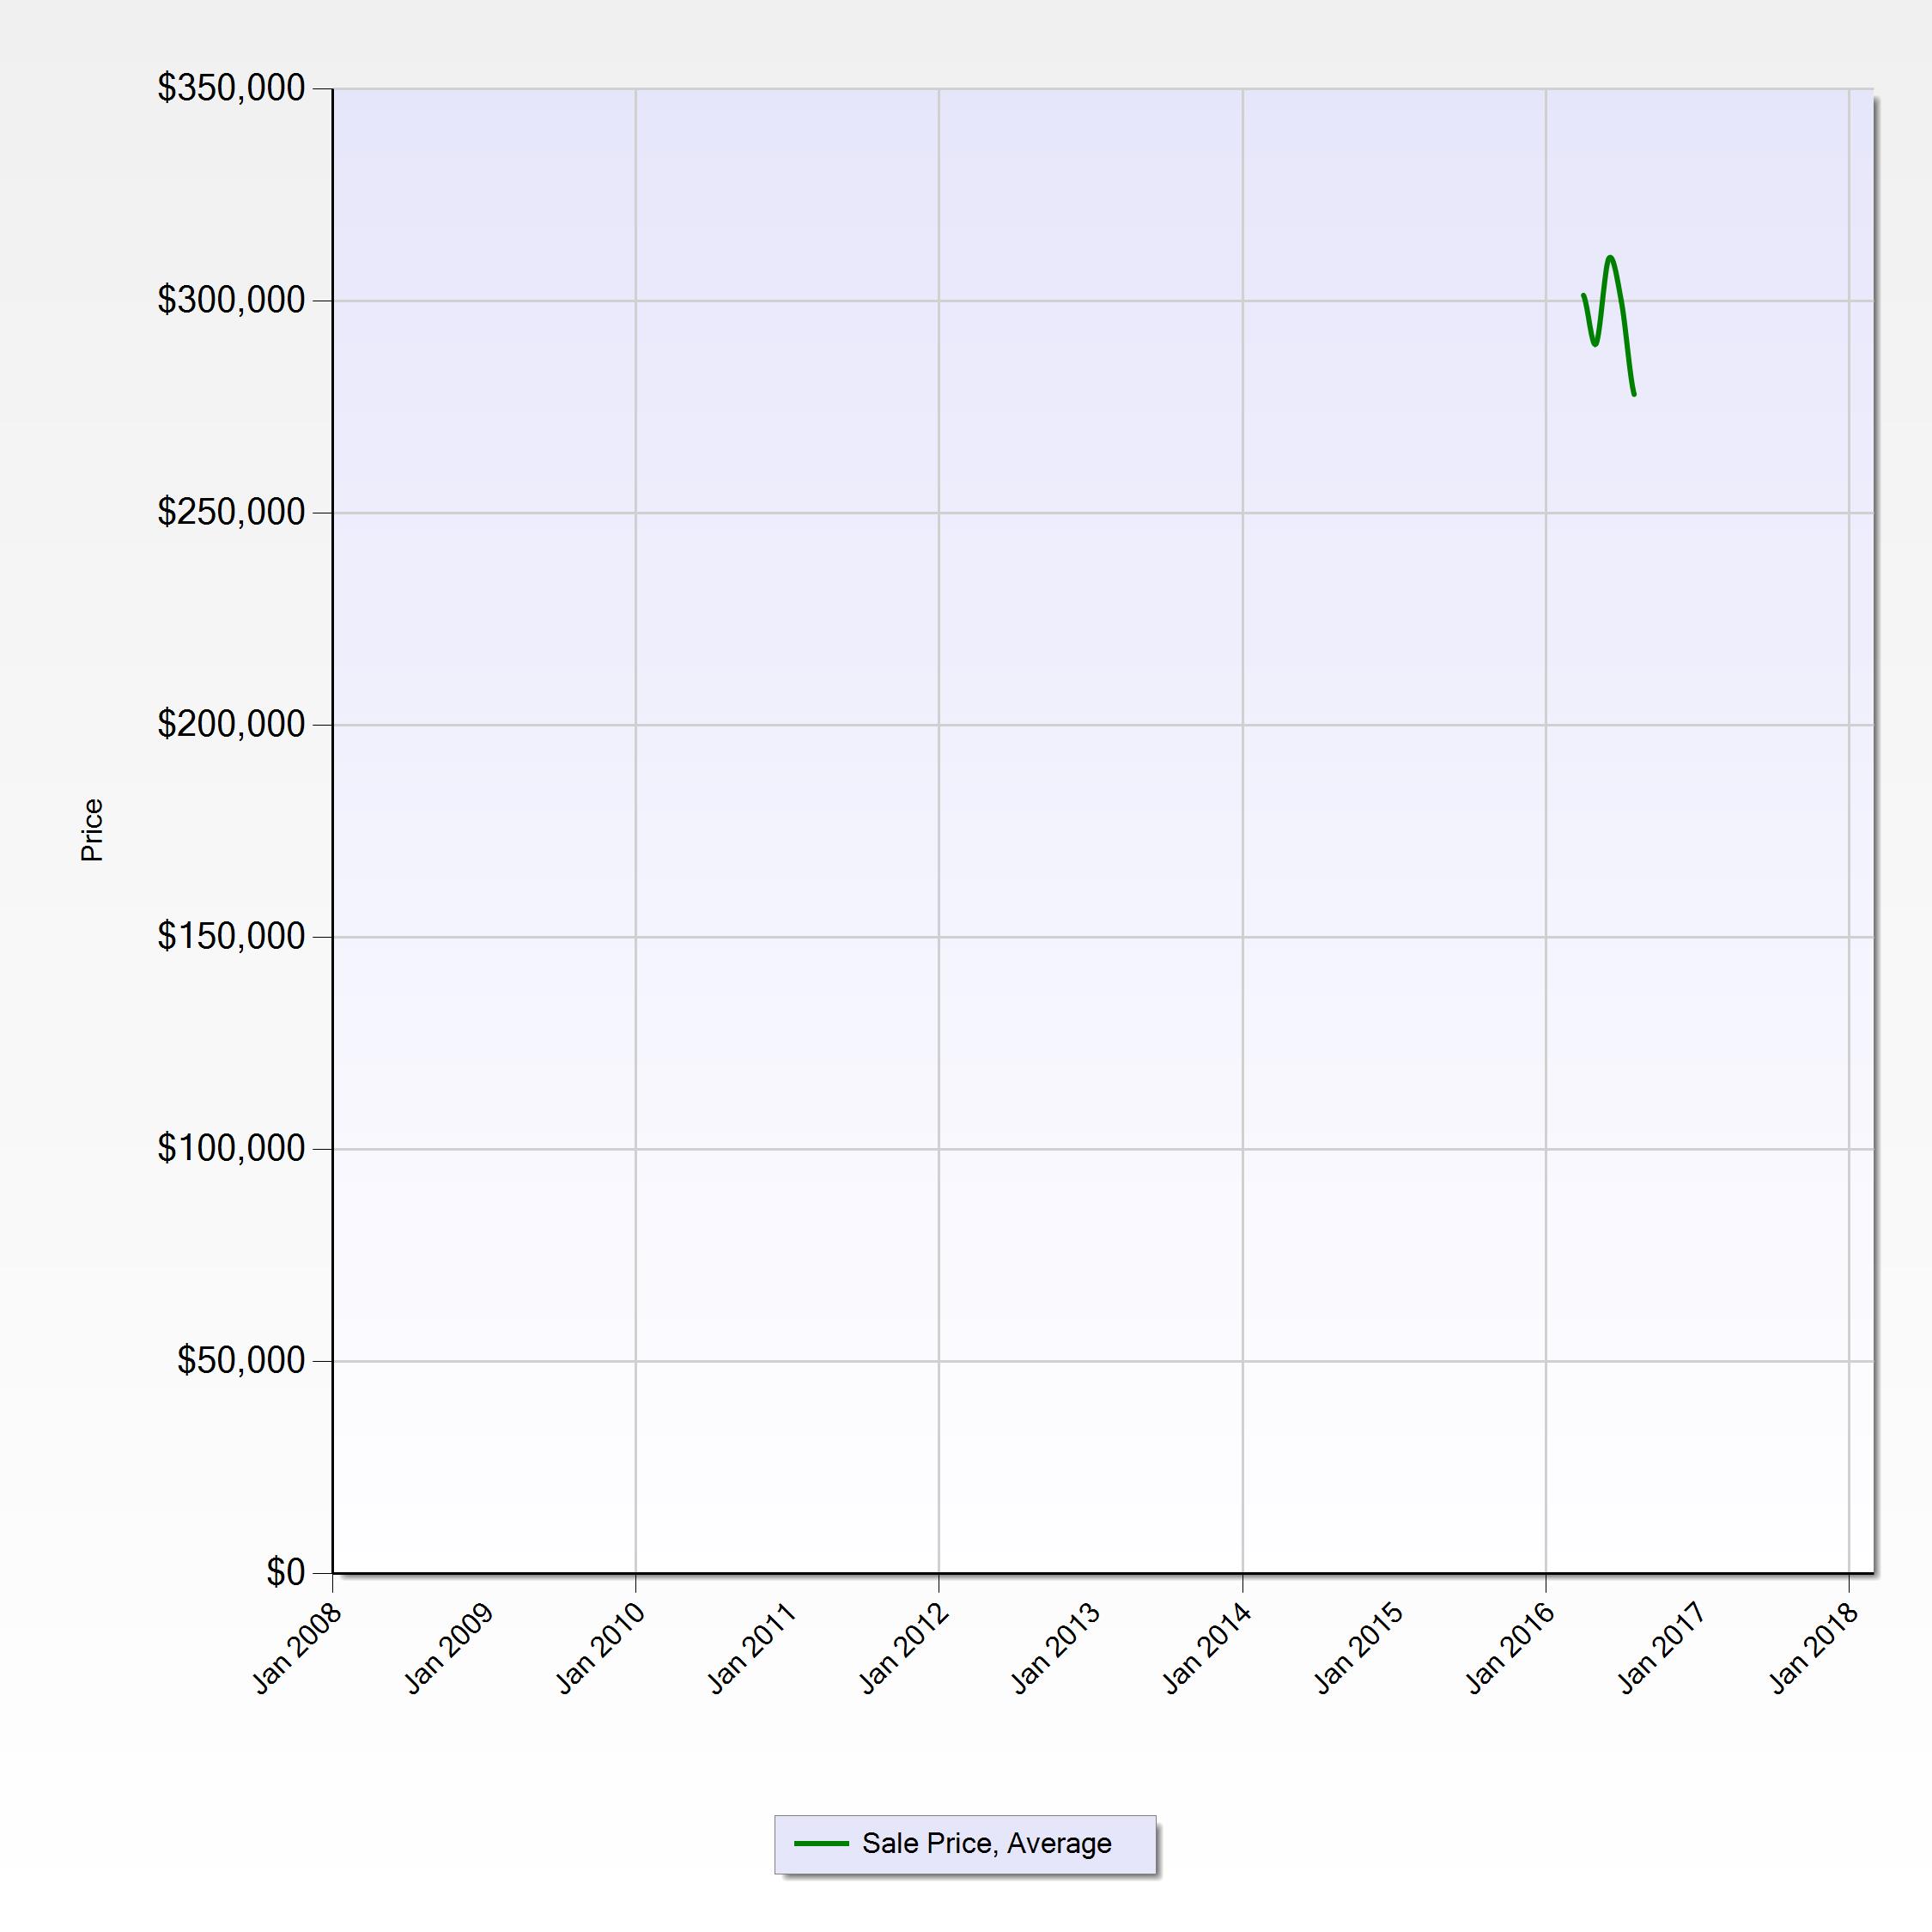 $350,000
$300,000
$250,000
$200,000
$150,000
$100,000
$50,000
$0
Price
Jan 2008
Jan 2009
Jan 2010
Jan 2011
Jan 2012
Jan 2013
Jan 2014
Jan 2015
Jan 2016
Jan 2017
Jan 2018
Sale Price, Average